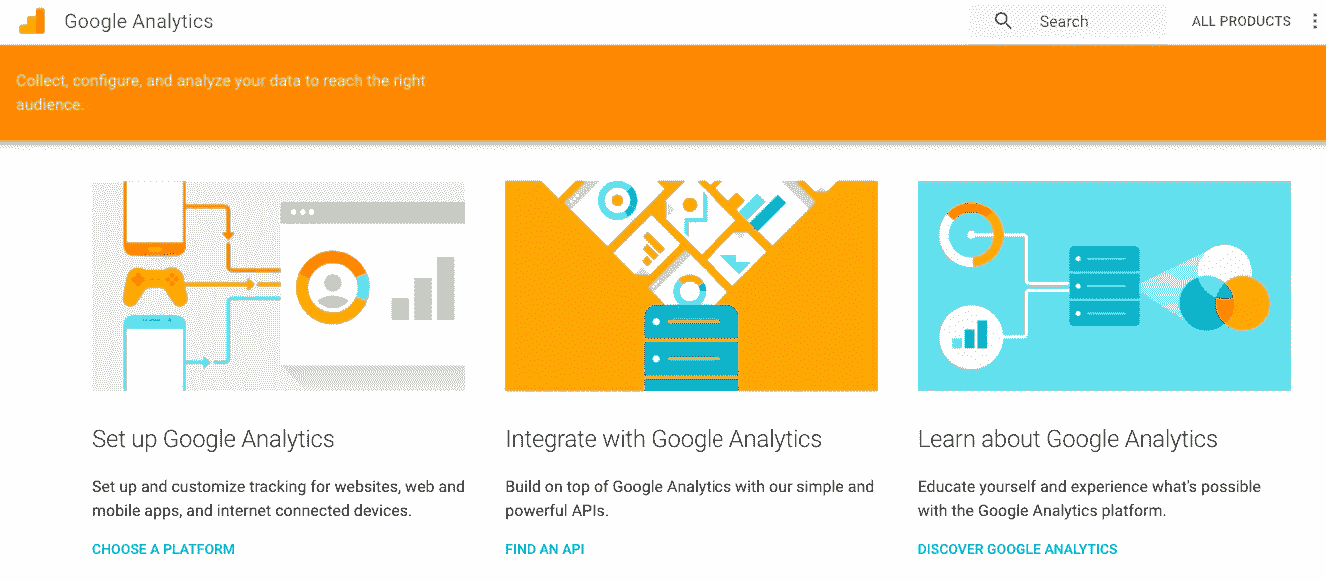 Google Analytics
Search
ALL PRODUCTS
Collect, configure, and analyze your data to reach the right
audience.
Set up Google Analytics
Set up and customize tracking for websites, web and
mobile apps, and internet connected devices.
CHOOSE A PLATFORM
Integrate with Google Analytics
Build on top of Google Analytics with our simple and
powerful APIs.
FIND AN API
Learn about Google Analytics
Educate yourself and experience what's possible
with the Google Analytics platform.
DISCOVER GOOGLE ANALYTICS